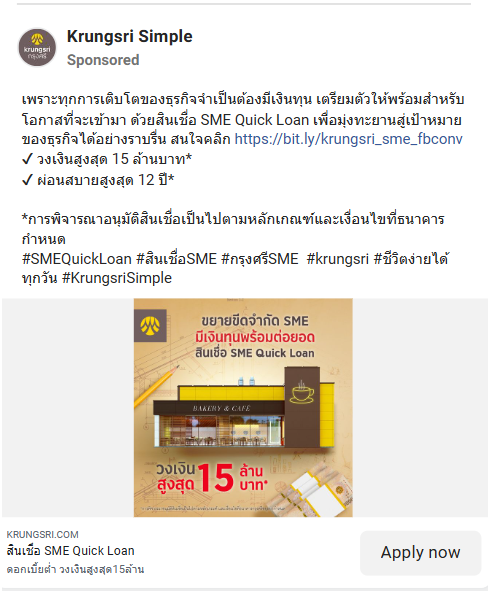 krungsri
กรุงศรี
Krungsri Simple
Sponsored
เพราะทุกการเติบโตของธุรกิจจำเป็นต้องมีเงินทุน เตรียมตัวให้พร้อมสำหรับ
โอกาสที่จะเข้ามา ด้วยสินเชื่อ SME Quick Loan เพื่อมุ่งทะยานสู่เป้าหมาย
ของธุรกิจได้อย่างราบรื่น สนใจคลิก https://bit.ly/krungsri_sme_fbconv
✓ วงเงินสูงสุด 15 ล้านบาท*
✓ ผ่อนสบายสูงสุด 12 ปี*
*การพิจารณาอนุมัติสินเชื่อเป็นไปตามหลักเกณฑ์และเงื่อนไขที่ธนาคาร
กำหนด
#SMEQuickLoan #สินเชื่อSME #กรุงศรีSME #krungsri #ชีวิตง่ายได้
ทุกวัน #KrungsriSimple
ขยายขีดจำกัด SME
มีเงินทุนพร้อมต่อยอด
สินเชื่อ SME Quick Loan
BAKERY & CAFE
วงเงิน
สูงสุด 15 ล้าน
บาท*
KRUNGSRI.COM
สินเชื่อ SME Quick Loan
ดอกเบี้ยต่ำ วงเงินสูงสุด15ล้าน
Apply now